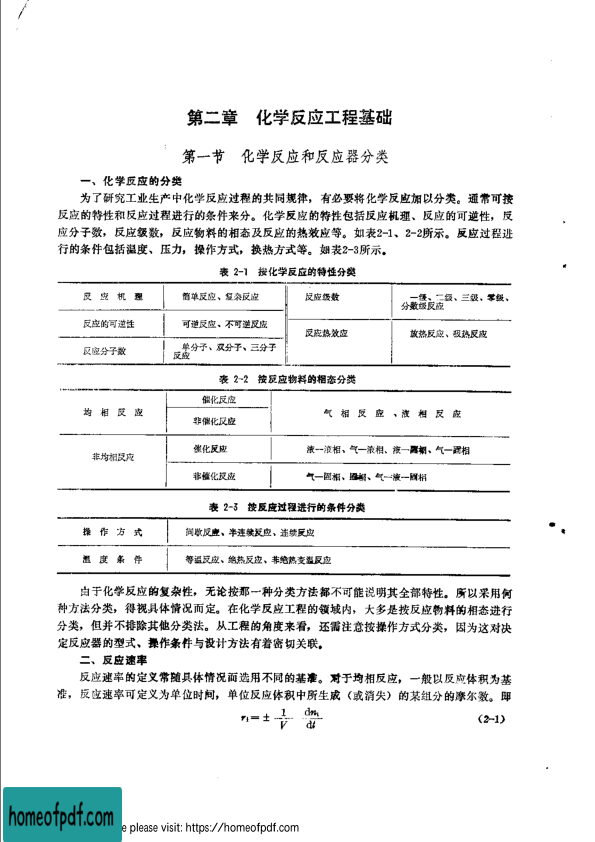 第二章 化学反应工程基础
第一节 化学反应和反应器分类
一、化学反应的分类
为了研究工业生产中化学反应过程的共同规律，有必要将化学反应加以分类。通常可按
反应的特性和反应过程进行的条件来分。化学反应的特性包括反应机理、反应的可逆性，反
应分子数，反应级数，反应物料的相态及反应的热效应等。如表2-1、2-2所示。反应过程进
行的条件包括温度、压力，操作方式，换热方式等。如表2-3所示。
表 2-1 按化学反应的特性分类
反应机理 简单反应、复杂反应 反应级数 一级、二级、三级、零级、分数级反应
反应的可逆性 可逆反应、不可逆反应 反应热效应 放热反应、吸热反应
反应分子数 单分子、双分子、三分子反应
表 2-2 按反应物料的相态分类
均相反应 催化反应 气相反应、液相反应
非催化反应
非均相反应 催化反应 液—液相、气—液相、液—固相、气—固相
非催化反应 气—固相、固相、气—液—固相
表 2-3 按反应过程进行的条件分类
操作方式 间歇反应、半连续反应、连续反应
温度条件 等温反应、绝热反应、非绝热变温反应
由于化学反应的复杂性，无论按那一种分类方法都不可能说明其全部特性。所以采用何
种方法分类，得视具体情况而定。在化学反应工程的领域内，大多是按反应物料的相态进行
分类，但并不排除其他分类法。从工程的角度来看，还需注意按操作方式分类，因为这对决
定反应器的型式、操作条件与设计方法有着密切关联。
二、反应速率
反应速率的定义常随具体情况而选用不同的基准。对于均相反应，一般以反应体积为基
准，反应速率可定义为单位时间，单位反应体积中所生成（或消失）的某组分的摩尔数。即
r_i=± 1/V dn_i/dt (2-1)
homeofpdf.com
e please visit: https://homeofpdf.com